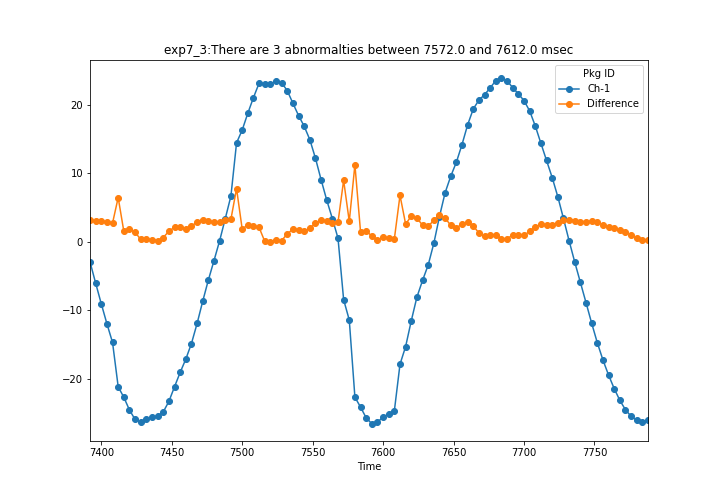 exp7_3:There are 3 abnormalties between 7572.0 and 7612.0 msec
Pkg ID
Ch-1
Difference
20
10
0
−10
−20
7400
7450
7500
7550
7600
7650
7700
7750
Time